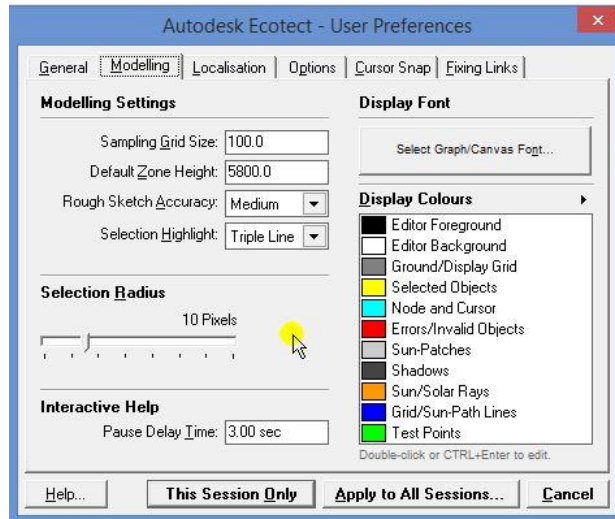 Autodesk Ecotect - User Preferences
General Modelling Localisation Options Cursor Snap Fixing Links
Modelling Settings
Sampling Grid Size: 100.0
Default Zone Height: 5800.0
Rough Sketch Accuracy: Medium
Selection Highlight: Triple Line
Selection Radius
10 Pixels
Interactive Help
Pause Delay Time: 3.00 sec
Display Font
Select Graph/Canvas Font...
Display Colours
Editor Foreground
Editor Background
Ground/Display Grid
Selected Objects
Node and Cursor
Errors/Invalid Objects
Sun-Patches
Shadows
Sun/Solar Rays
Grid/Sun-Path Lines
Test Points
Double-click or CTRL+Enter to edit.
Help... This Session Only Apply to All Sessions... Cancel